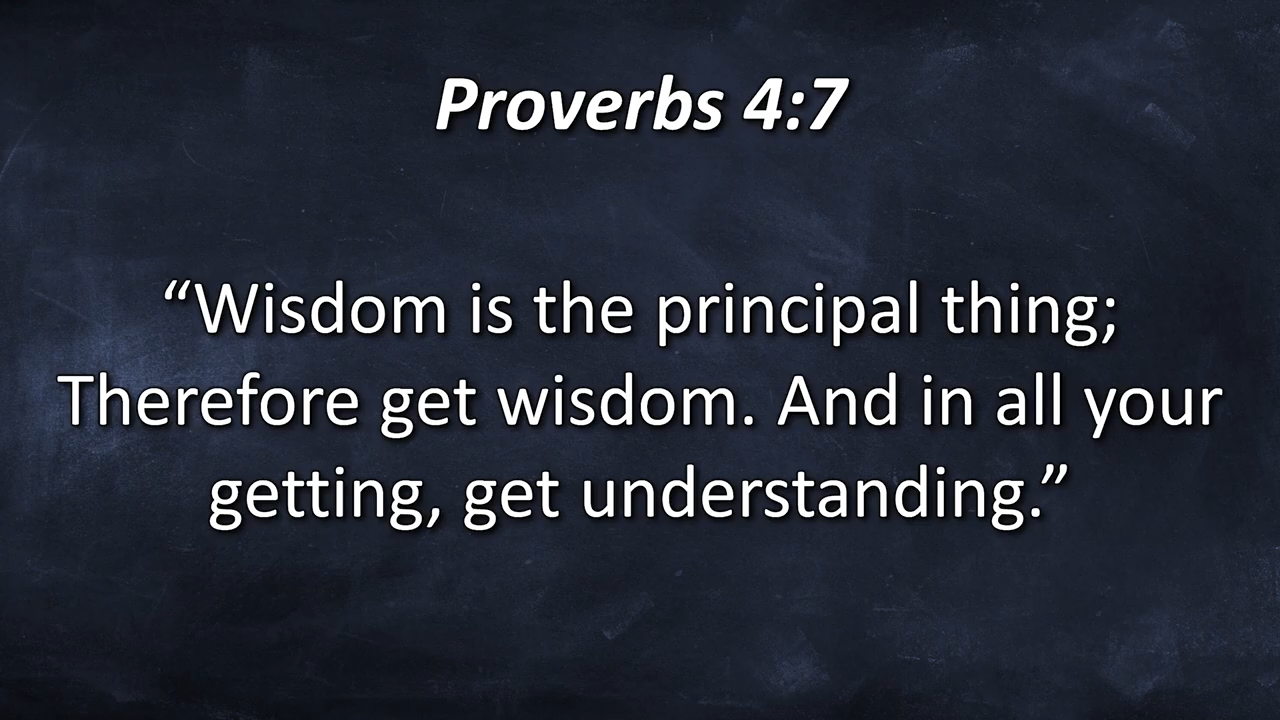 Proverbs 4:7
“Wisdom is the principal thing;
Therefore get wisdom. And in all your
getting, get understanding.”